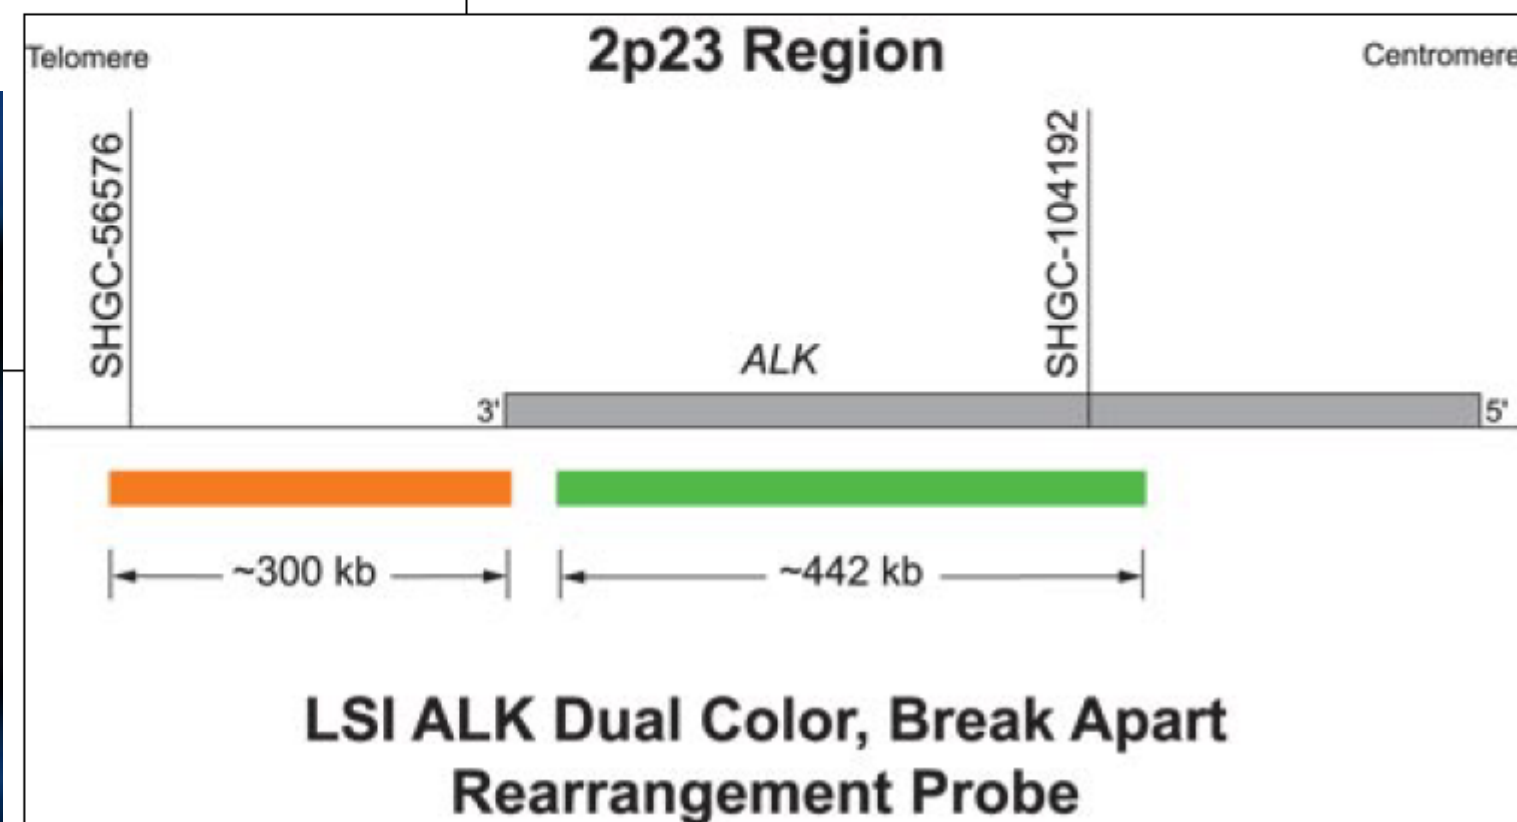 Telomere
2p23 Region
Centromere
SHGC-56576
SHGC-104192
ALK
3'
5'
~300 kb
~442 kb
LSI ALK Dual Color, Break Apart
Rearrangement Probe